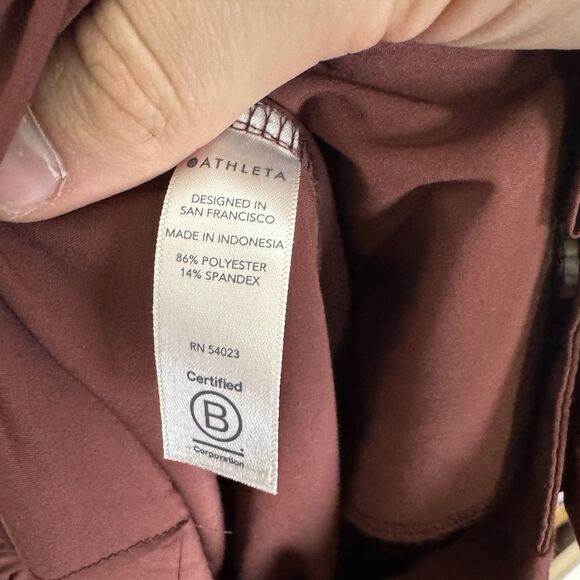 ATHLETA
DESIGNED IN
SAN FRANCISCO
MADE IN INDONESIA
86% POLYESTER
14% SPANDEX
RN 54023
Certified
B
Corporation